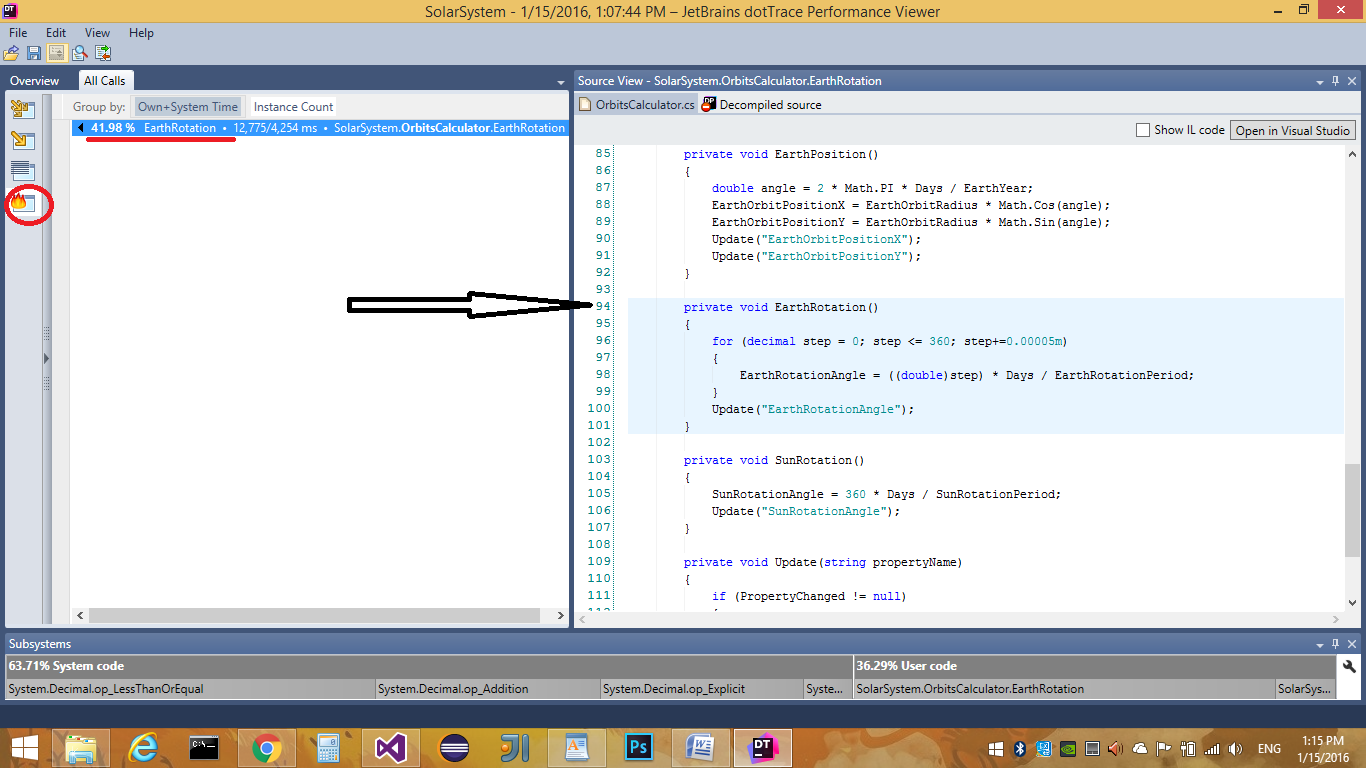 SolarSystem - 1/15/2016, 1:07:44 PM – JetBrains dotTrace Performance Viewer
File Edit View Help
Overview All Calls
Group by: Own+System Time Instance Count
41.98 % EarthRotation • 12,775/4,254 ms • SolarSystem.OrbitsCalculator.EarthRotation
Source View - SolarSystem.OrbitsCalculator.EarthRotation
OrbitsCalculator.cs Decompiled source
Show IL code Open in Visual Studio
85 private void EarthPosition()
86 {
87 double angle = 2 * Math.PI * Days / EarthYear;
88 EarthOrbitPositionX = EarthOrbitRadius * Math.Cos(angle);
89 EarthOrbitPositionY = EarthOrbitRadius * Math.Sin(angle);
90 Update("EarthOrbitPositionX");
91 Update("EarthOrbitPositionY");
92 }
93
94 private void EarthRotation()
95 {
96 for (decimal step = 0; step <= 360; step+=0.00005m)
97 {
98 EarthRotationAngle = ((double)step) * Days / EarthRotationPeriod;
99 }
100 Update("EarthRotationAngle");
101 }
102
103 private void SunRotation()
104 {
105 SunRotationAngle = 360 * Days / SunRotationPeriod;
106 Update("SunRotationAngle");
107 }
108
109 private void Update(string propertyName)
110 {
111 if (PropertyChanged != null)
Subsystems
63.71% System code 36.29% User code
System.Decimal.op_LessThanOrEqual System.Decimal.op_Addition System.Decimal.op_Explicit Syste... SolarSystem.OrbitsCalculator.EarthRotation SolarSys...
ENG 1:15 PM
1/15/2016